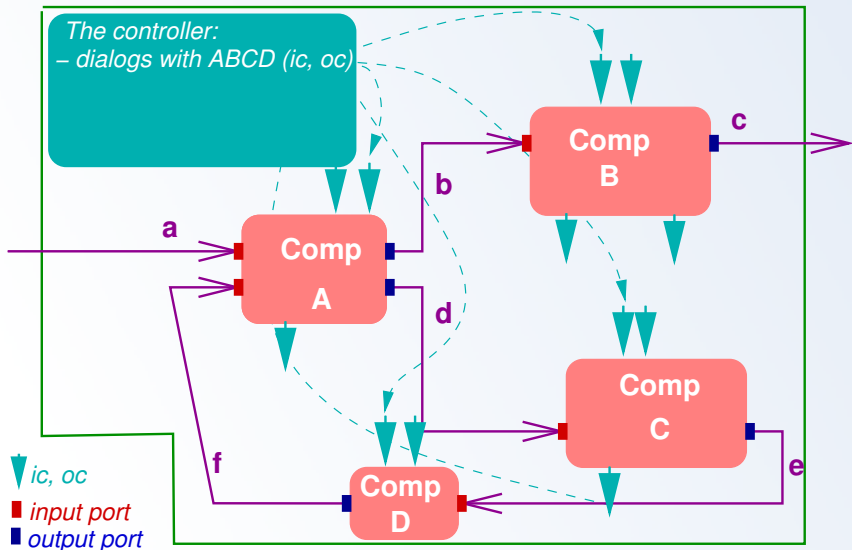 The controller:
– dialogs with ABCD (ic, oc)
c
Comp
B
b
a
Comp
A
d
Comp
C
f
e
Comp
D
ic, oc
input port
output port